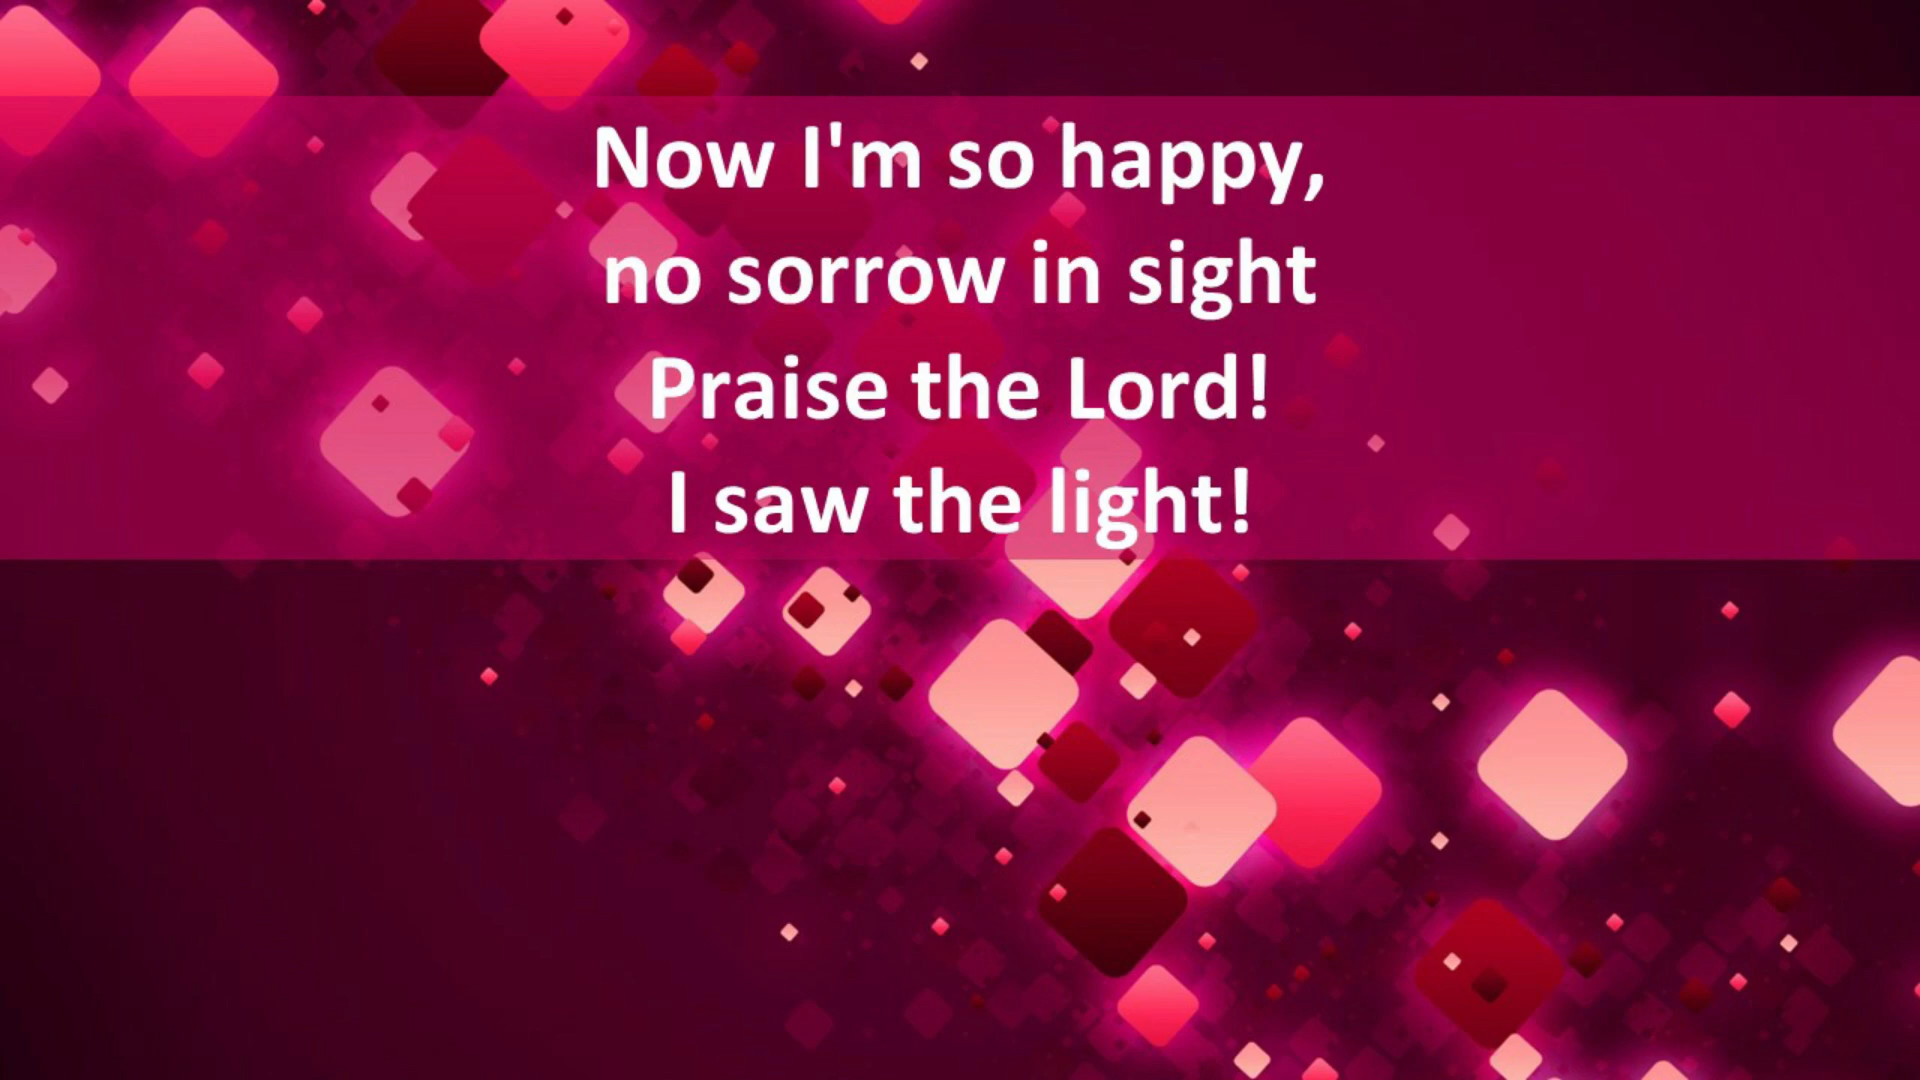 Now I'm so happy,
no sorrow in sight
Praise the Lord!
I saw the light!